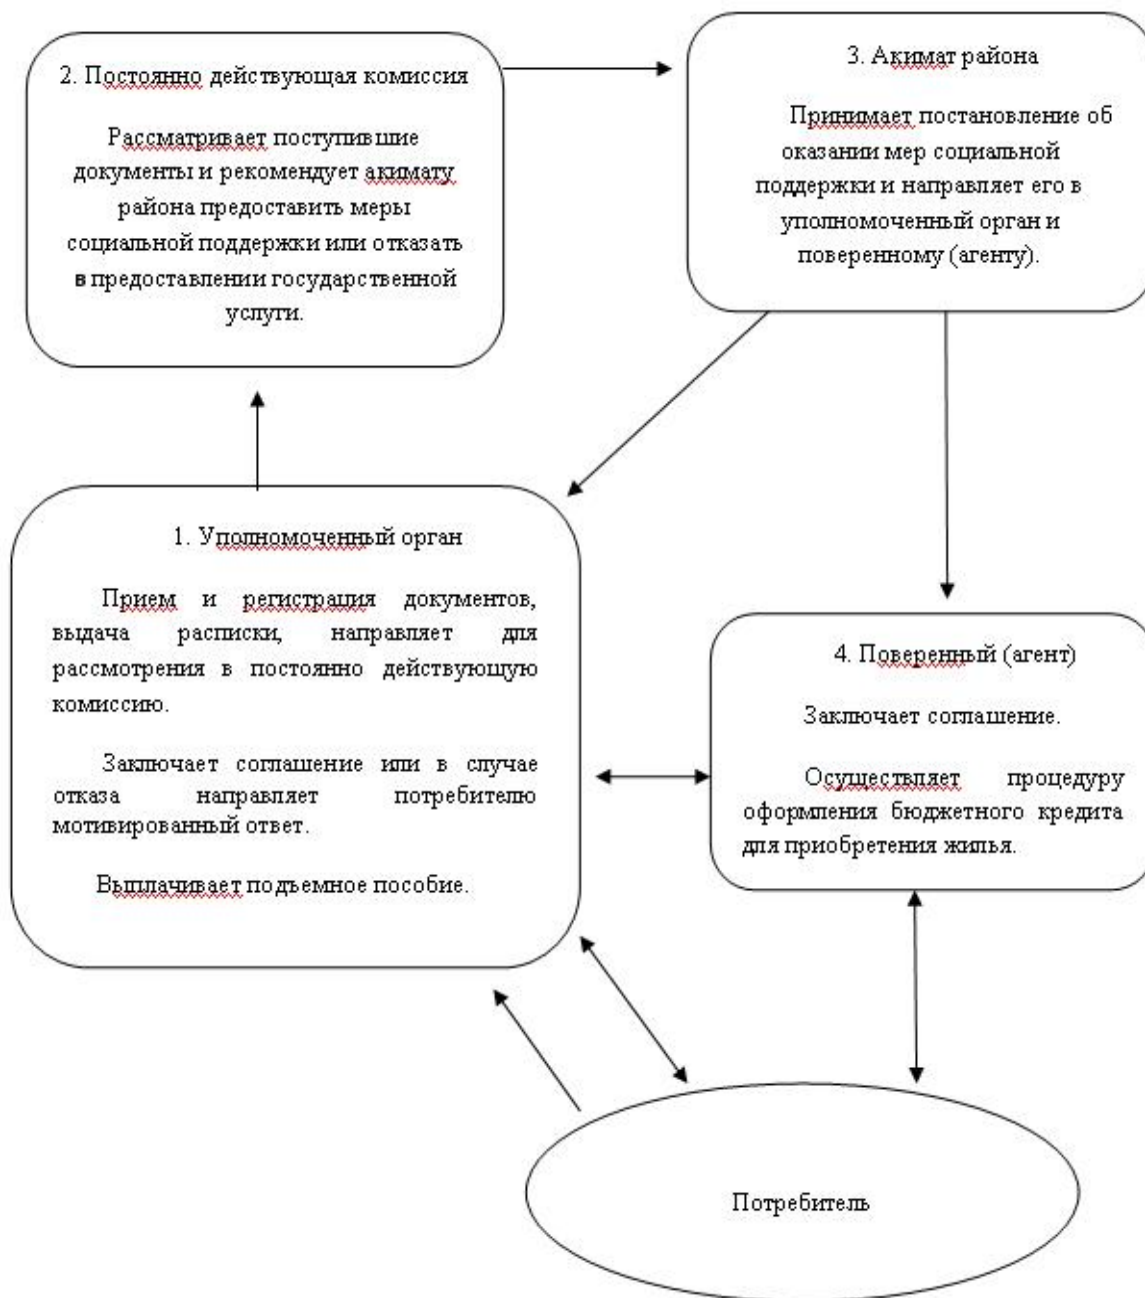 2. Постоянно действующая комиссия
Рассматривает поступившие
документы и рекомендует акимату
района предоставить меры
социальной поддержки или отказать
в предоставлении государственной
услуги.
3. Акимат района
Принимает постановление об
оказании мер социальной
поддержки и направляет его в
уполномоченный орган и
поверенному (агенту).
1. Уполномоченный орган
Прием и регистрация документов,
выдача расписки, направляет для
рассмотрения в постоянно действующую
комиссию.
Заключает соглашение или в случае
отказа направляет потребителю
мотивированный ответ.
Выплачивает подъемное пособие.
4. Поверенный (агент)
Заключает соглашение.
Осуществляет процедуру
оформления бюджетного кредита
для приобретения жилья.
Потребитель